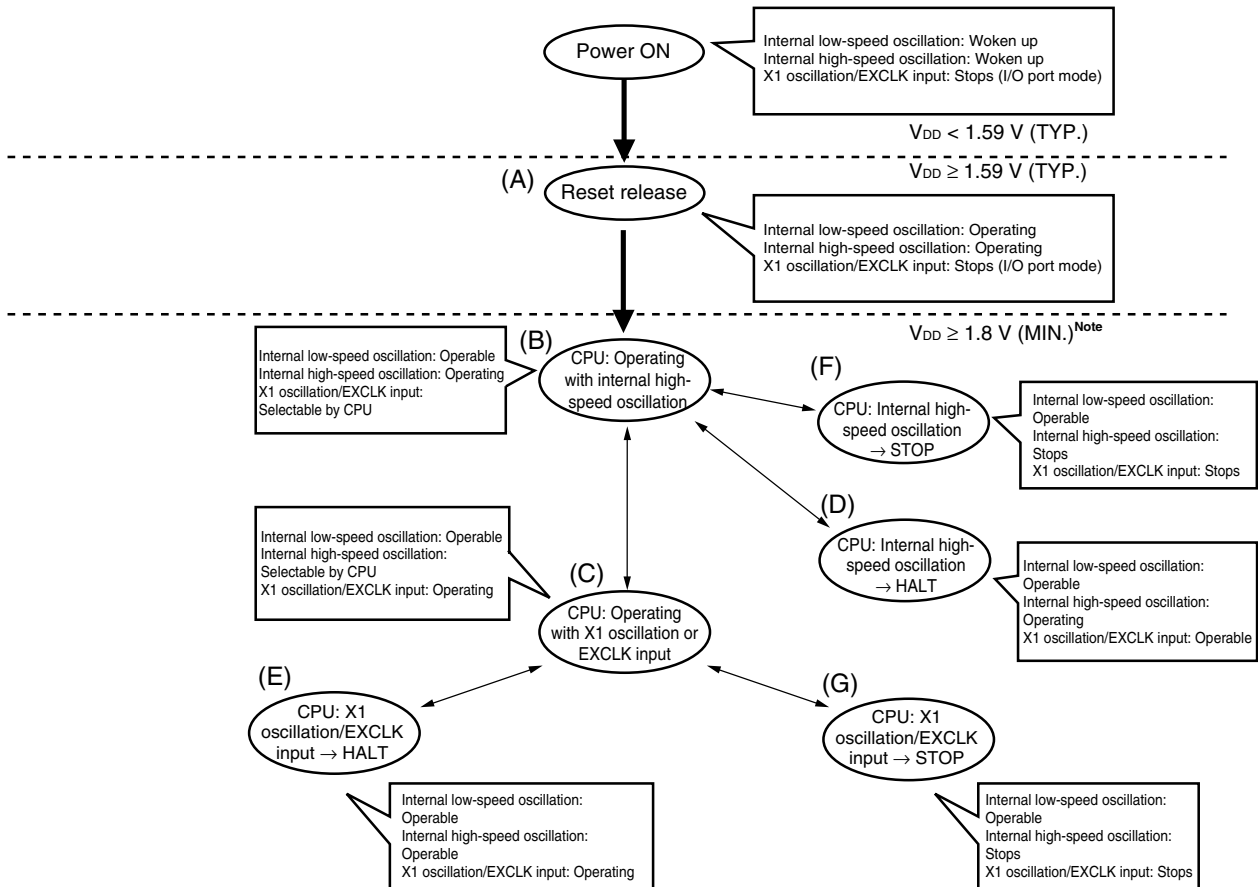 Power ON
Internal low-speed oscillation: Woken up
Internal high-speed oscillation: Woken up
X1 oscillation/EXCLK input: Stops (I/O port mode)
VDD < 1.59 V (TYP.)
VDD ≥ 1.59 V (TYP.)
(A)
Reset release
Internal low-speed oscillation: Operating
Internal high-speed oscillation: Operating
X1 oscillation/EXCLK input: Stops (I/O port mode)
VDD ≥ 1.8 V (MIN.)Note
Internal low-speed oscillation: Operable
Internal high-speed oscillation: Operating
X1 oscillation/EXCLK input:
Selectable by CPU
(B)
CPU: Operating
with internal high-
speed oscillation
(F)
CPU: Internal high-
speed oscillation
→ STOP
Internal low-speed oscillation:
Operable
Internal high-speed oscillation:
Stops
X1 oscillation/EXCLK input: Stops
(D)
CPU: Internal high-
speed oscillation
→ HALT
Internal low-speed oscillation:
Operable
Internal high-speed oscillation:
Operating
X1 oscillation/EXCLK input: Operable
Internal low-speed oscillation: Operable
Internal high-speed oscillation:
Selectable by CPU
X1 oscillation/EXCLK input: Operating
(C)
CPU: Operating
with X1 oscillation or
EXCLK input
(E)
CPU: X1
oscillation/EXCLK
input → HALT
Internal low-speed oscillation:
Operable
Internal high-speed oscillation:
Operable
X1 oscillation/EXCLK input: Operating
(G)
CPU: X1
oscillation/EXCLK
input → STOP
Internal low-speed oscillation:
Operable
Internal high-speed oscillation:
Stops
X1 oscillation/EXCLK input: Stops